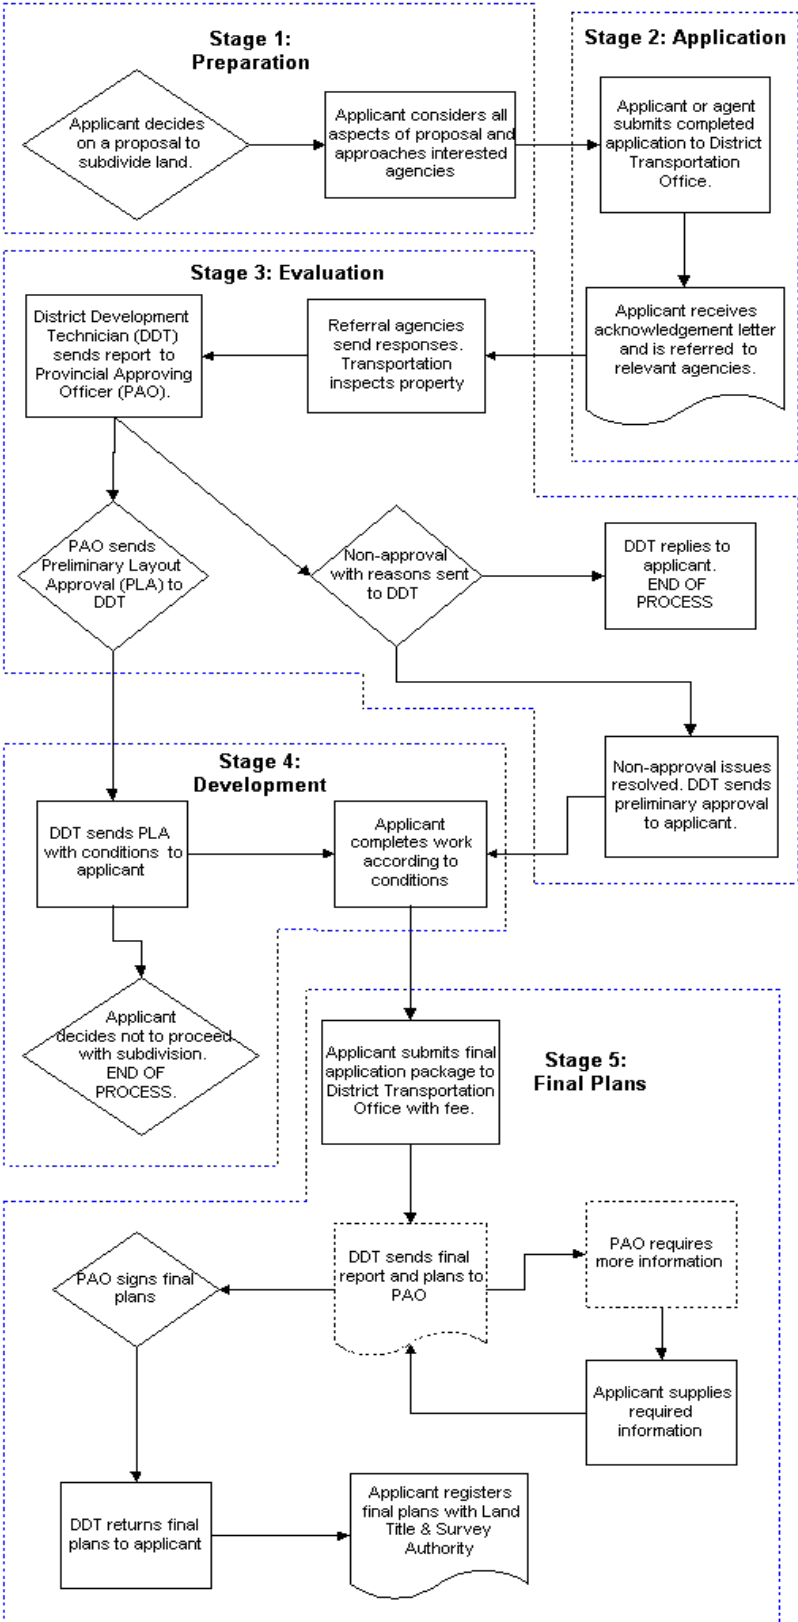 Stage 1:
Preparation
Applicant decides
on a proposal to
subdivide land.
Applicant considers all
aspects of proposal and
approaches interested
agencies
Stage 2: Application
Applicant or agent
submits completed
application to District
Transportation
Office.
Applicant receives
acknowledgement letter
and is referred to
relevant agencies.
Stage 3: Evaluation
Referral agencies
send responses.
Transportation
inspects property
District Development
Technician (DDT)
sends report to
Provincial Approving
Officer (PAO).
PAO sends
Preliminary Layout
Approval (PLA) to
DDT
Non-approval
with reasons sent
to DDT
DDT replies to
applicant.
END OF
PROCESS
Non-approval issues
resolved. DDT sends
preliminary approval
to applicant.
Stage 4:
Development
DDT sends PLA
with conditions to
applicant
Applicant
completes work
according to
conditions
Applicant
decides not to proceed
with subdivision.
END OF
PROCESS.
Stage 5:
Final Plans
Applicant submits final
application package to
District Transportation
Office with fee.
DDT sends final
report and plans to
PAO
PAO requires
more information
Applicant supplies
required
information
PAO signs final
plans
DDT returns final
plans to applicant
Applicant registers
final plans with Land
Title & Survey
Authority